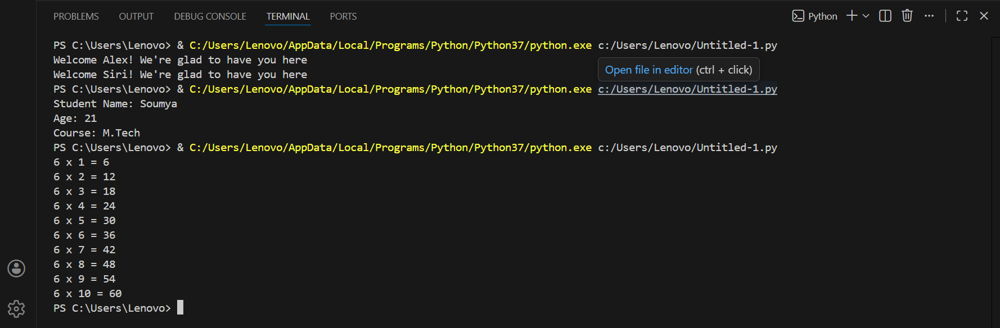 PROBLEMS OUTPUT DEBUG CONSOLE TERMINAL PORTS Python
PS C:\Users\Lenovo> & C:/Users/Lenovo/AppData/Local/Programs/Python/Python37/python.exe c:/Users/Lenovo/Untitled-1.py
Welcome Alex! We're glad to have you here
Open file in editor (ctrl + click)
Welcome Siri! We're glad to have you here
PS C:\Users\Lenovo> & C:/Users/Lenovo/AppData/Local/Programs/Python/Python37/python.exe c:/Users/Lenovo/Untitled-1.py
Student Name: Soumya
Age: 21
Course: M.Tech
PS C:\Users\Lenovo> & C:/Users/Lenovo/AppData/Local/Programs/Python/Python37/python.exe c:/Users/Lenovo/Untitled-1.py
6 x 1 = 6
6 x 2 = 12
6 x 3 = 18
6 x 4 = 24
6 x 5 = 30
6 x 6 = 36
6 x 7 = 42
6 x 8 = 48
6 x 9 = 54
6 x 10 = 60
PS C:\Users\Lenovo>